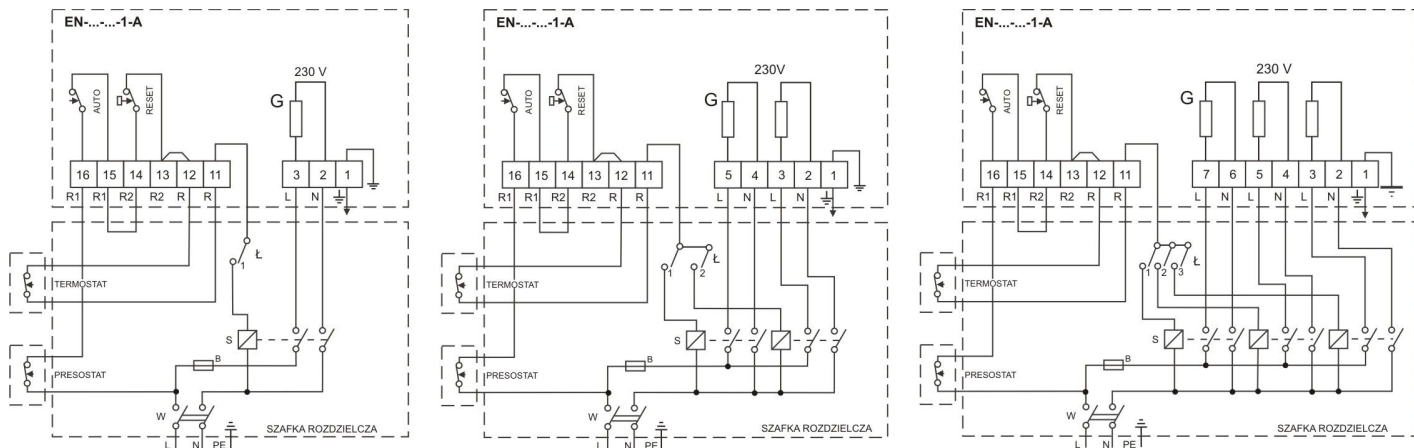 EN-...-...-1-A
230 V
G
AUTO
RESET
16 15 14 13 12 11 3 2 1
R1 R1 R2 R2 R R L N
1 Ł
TERMOSTAT
S
B
PRESOSTAT
W
SZAFKA ROZDZIELCZA
L N PE
EN-...-...-1-A
230V
G
AUTO
RESET
16 15 14 13 12 11 5 4 3 2 1
R1 R1 R2 R2 R R L N L N
1 2 Ł
TERMOSTAT
S
B
PRESOSTAT
W
SZAFKA ROZDZIELCZA
L N PE
EN-...-...-1-A
230 V
G
AUTO
RESET
16 15 14 13 12 11 7 6 5 4 3 2 1
R1 R1 R2 R2 R R L N L N L N
1 2 3 Ł
TERMOSTAT
S
B
PRESOSTAT
W
SZAFKA ROZDZIELCZA
L N PE